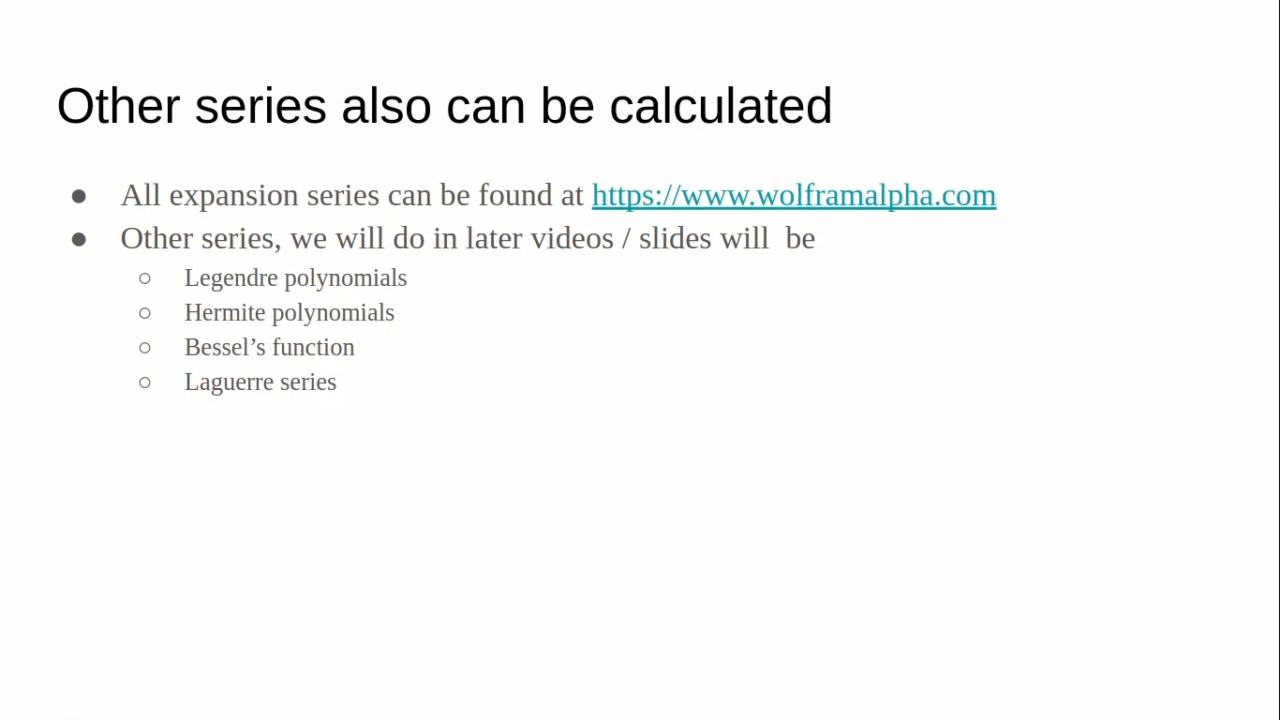 Other series also can be calculated
● All expansion series can be found at https://www.wolframalpha.com
● Other series, we will do in later videos / slides will  be
○ Legendre polynomials
○ Hermite polynomials
○ Bessel’s function
○ Laguerre series